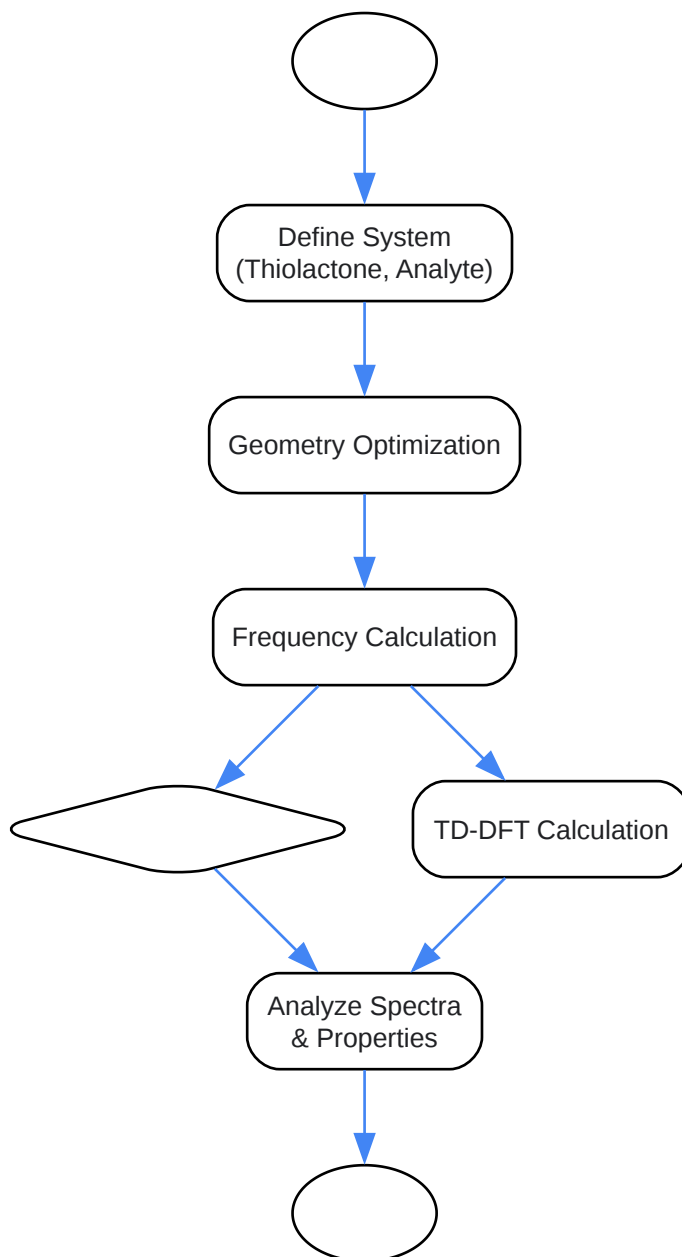 Define System
(Thiolactone, Analyte)
Geometry Optimization
Frequency Calculation
TD-DFT Calculation
Analyze Spectra
& Properties